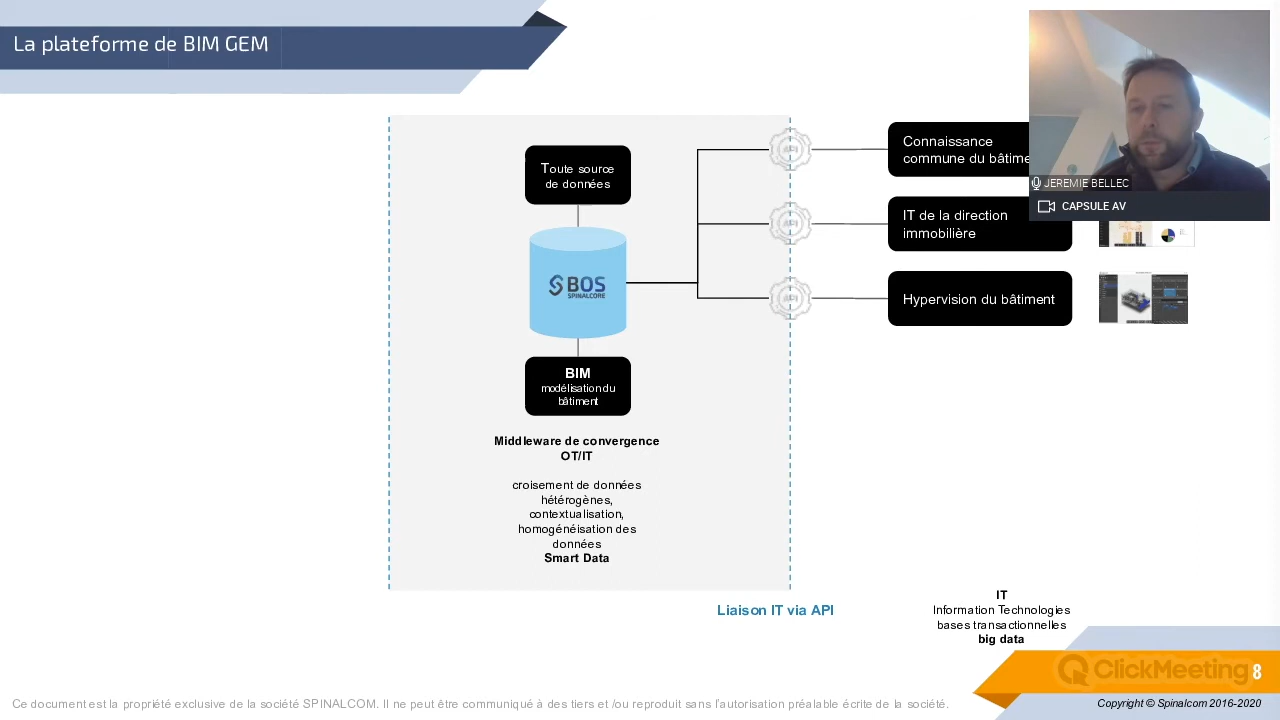 La plateforme de BIM GEM
Toute source
de données
BOS
SPINALCORE
BIM
modélisation du
bâtiment
Middleware de convergence
OT/IT
croisement de données
hétérogènes,
contextualisation,
homogénéisation des
données
Smart Data
API
API
API
Connaissance
commune du bâtime
IT de la direction
immobilière
Hypervision du bâtiment
JEREMIE BELLEC
CAPSULE AV
Liaison IT via API
IT
Information Technologies
bases transactionnelles
big data
ClickMeeting
8
Ce document est la propriété exclusive de la société SPINALCOM. Il ne peut être communiqué à des tiers et /ou reproduit sans l'autorisation préalable écrite de la société.
Copyright © Spinalcom 2016-2020